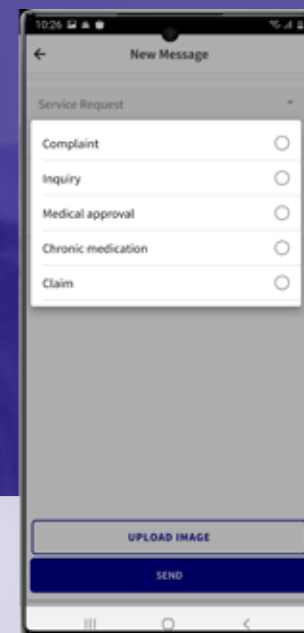 10:26
New Message
Service Request
Complaint
Inquiry
Medical approval
Chronic medication
Claim
UPLOAD IMAGE
SEND